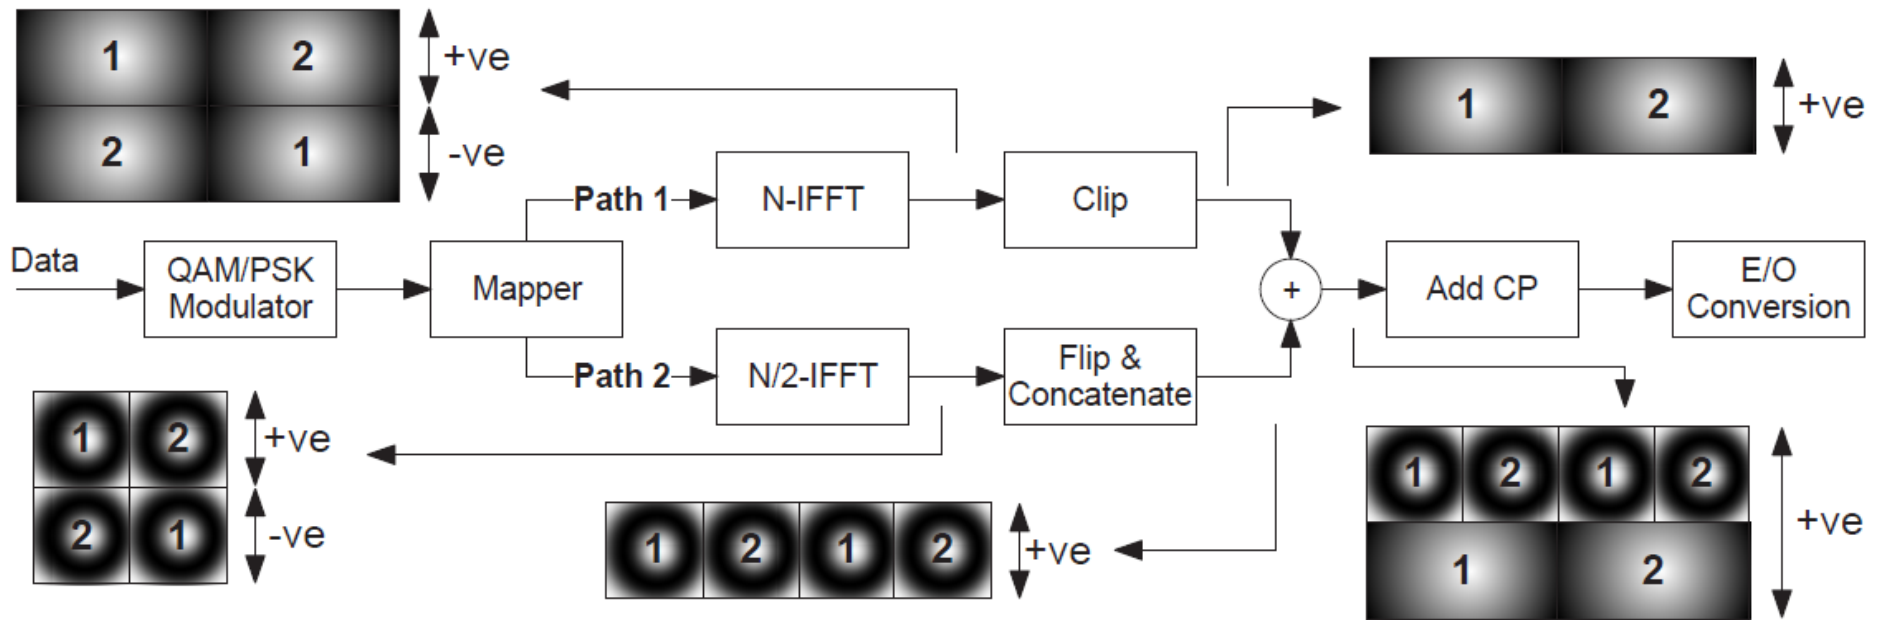 1 2 +ve
2 1 -ve
1 2 +ve
Path 1
N-IFFT
Clip
Data
QAM/PSK
Modulator
Mapper
+
Add CP
E/O
Conversion
Path 2
N/2-IFFT
Flip &
Concatenate
1 2 +ve
2 1 -ve
1 2 1 2 +ve
1 2 1 2
+ve
1 2